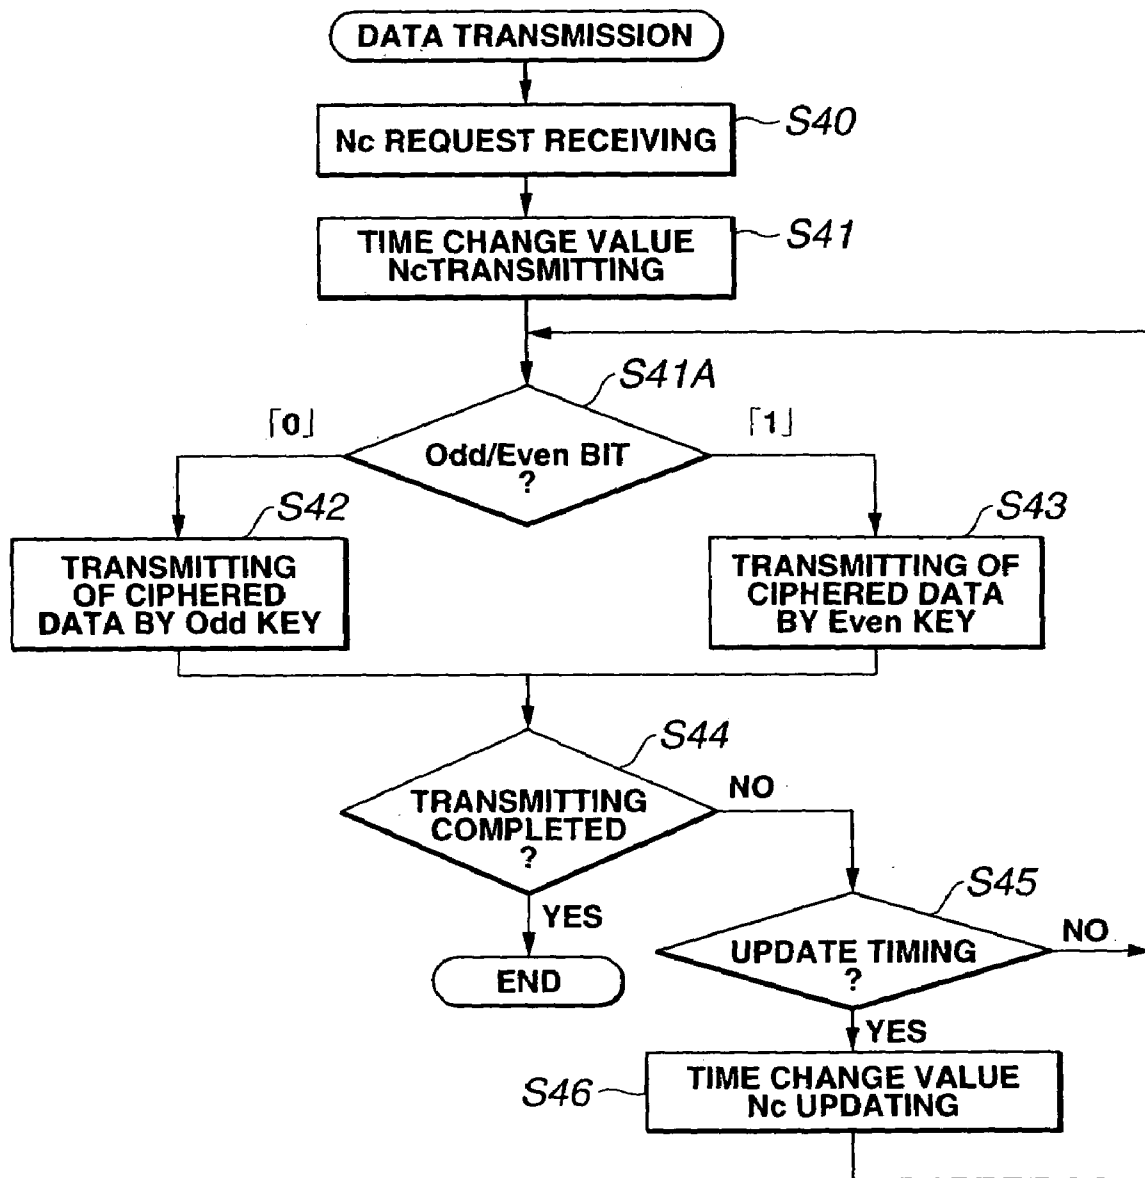 DATA TRANSMISSION
Nc REQUEST RECEIVING
S40
TIME CHANGE VALUE
NcTRANSMITTING
S41
S41A
「0」
Odd/Even BIT
?
「1」
S42
TRANSMITTING
OF CIPHERED
DATA BY Odd KEY
S43
TRANSMITTING OF
CIPHERED DATA
BY Even KEY
S44
TRANSMITTING
COMPLETED
?
NO
YES
END
S45
UPDATE TIMING
?
NO
YES
S46
TIME CHANGE VALUE
Nc UPDATING